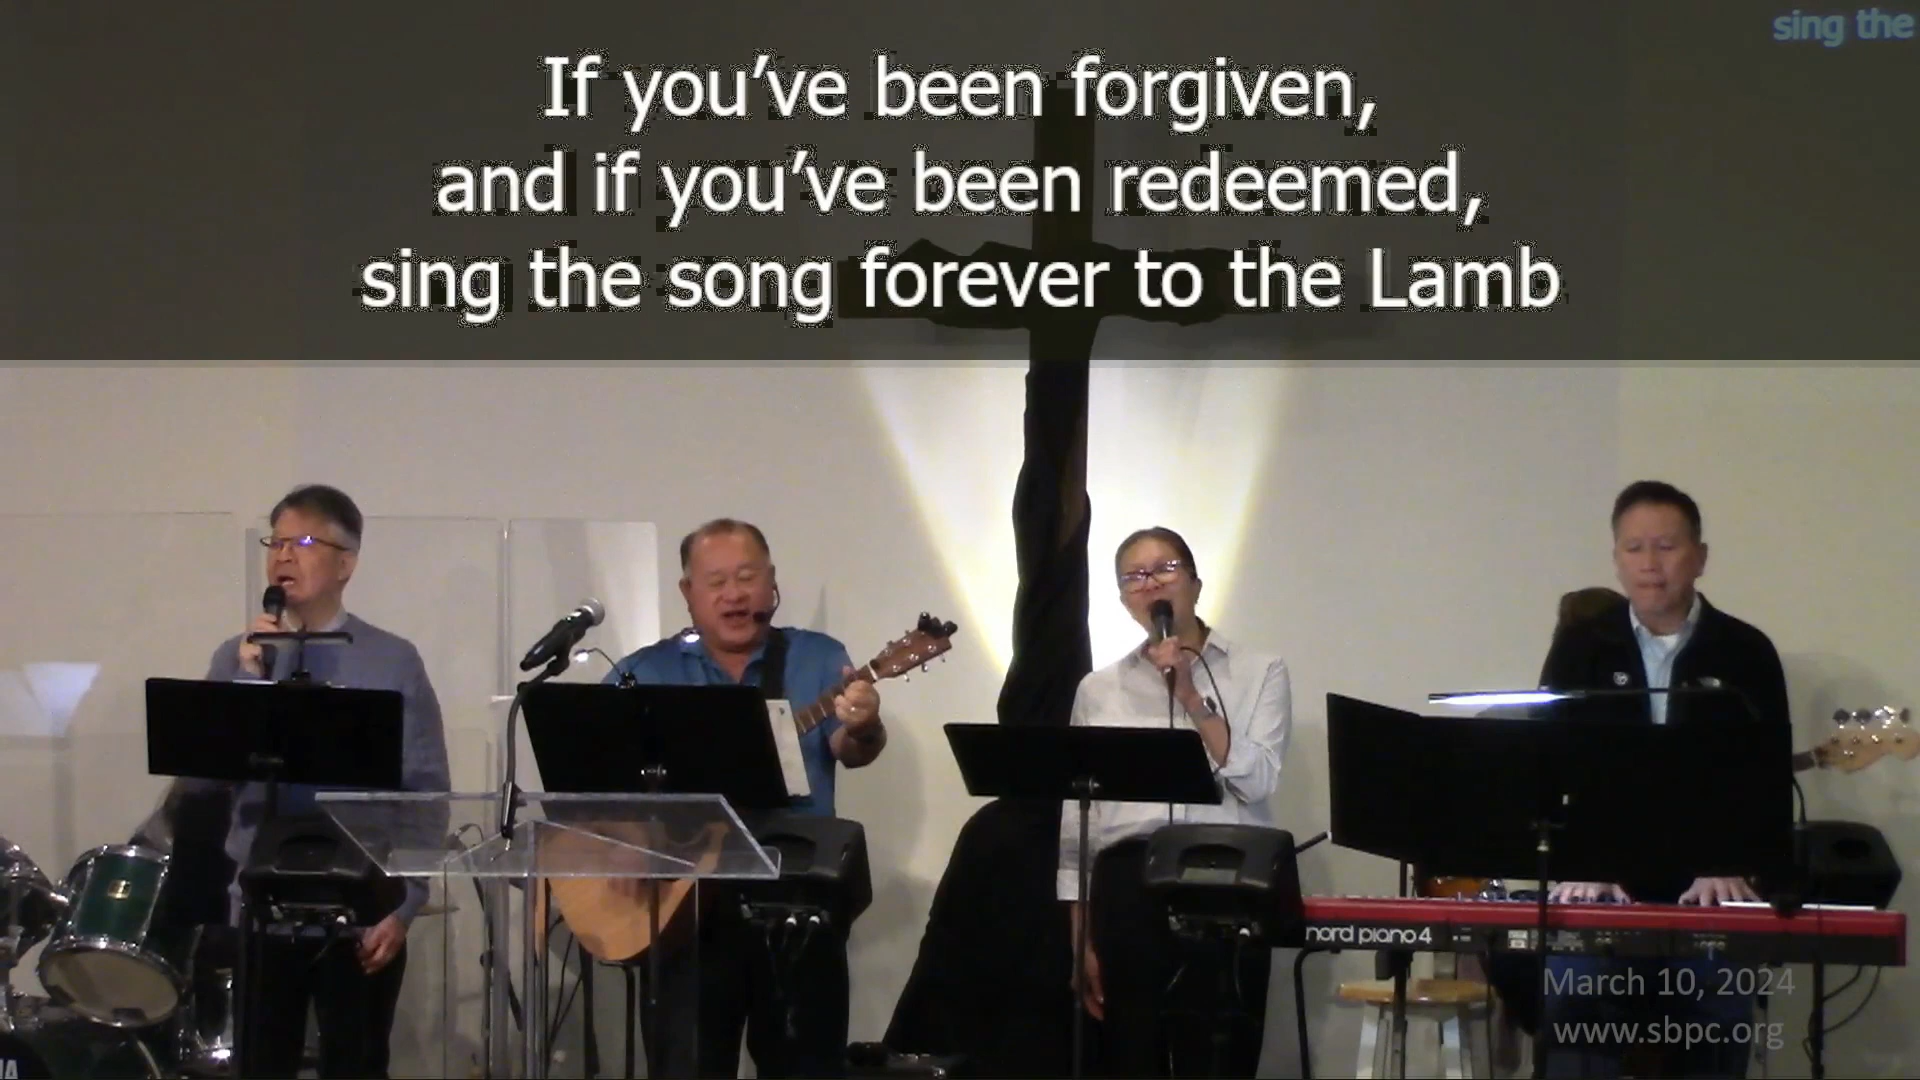 sing the
If you’ve been forgiven,
and if you’ve been redeemed,
sing the song forever to the Lamb
nord piano 4
March 10, 2024
www.sbpc.org